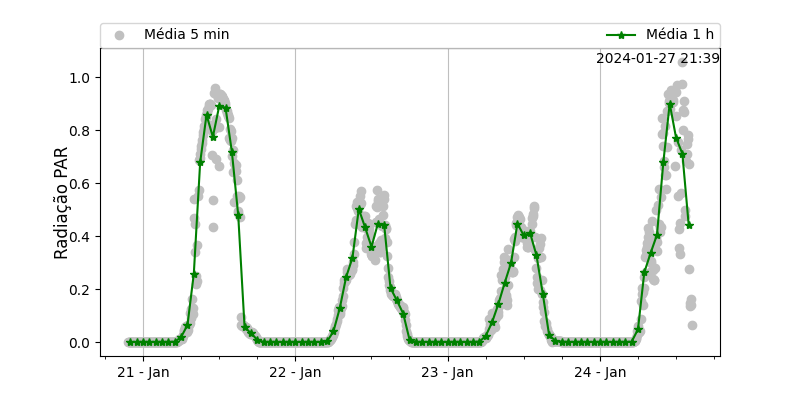 Média 5 min
Média 1 h
2024-01-27 21:39
Radiação PAR
1.0
0.8
0.6
0.4
0.2
0.0
21 - Jan
22 - Jan
23 - Jan
24 - Jan